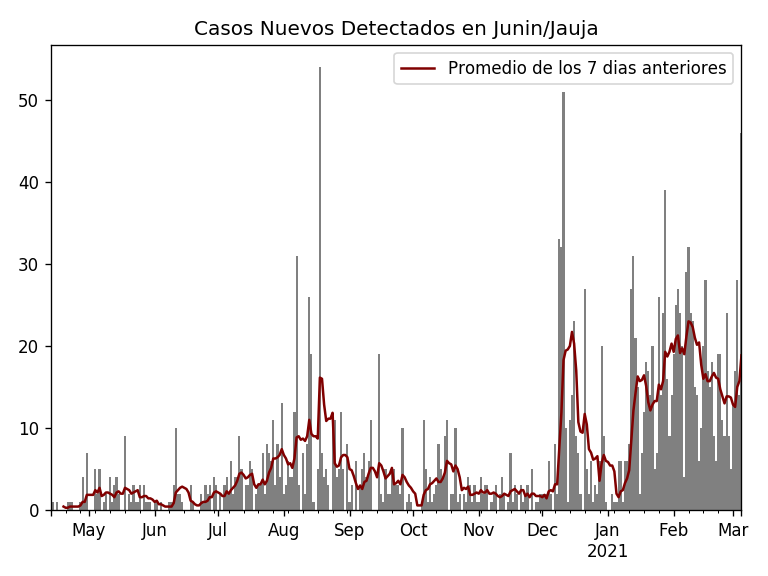 Casos Nuevos Detectados en Junin/Jauja
Promedio de los 7 dias anteriores
50
40
30
20
10
0
May Jun Jul Aug Sep Oct Nov Dec Jan Feb Mar
2021